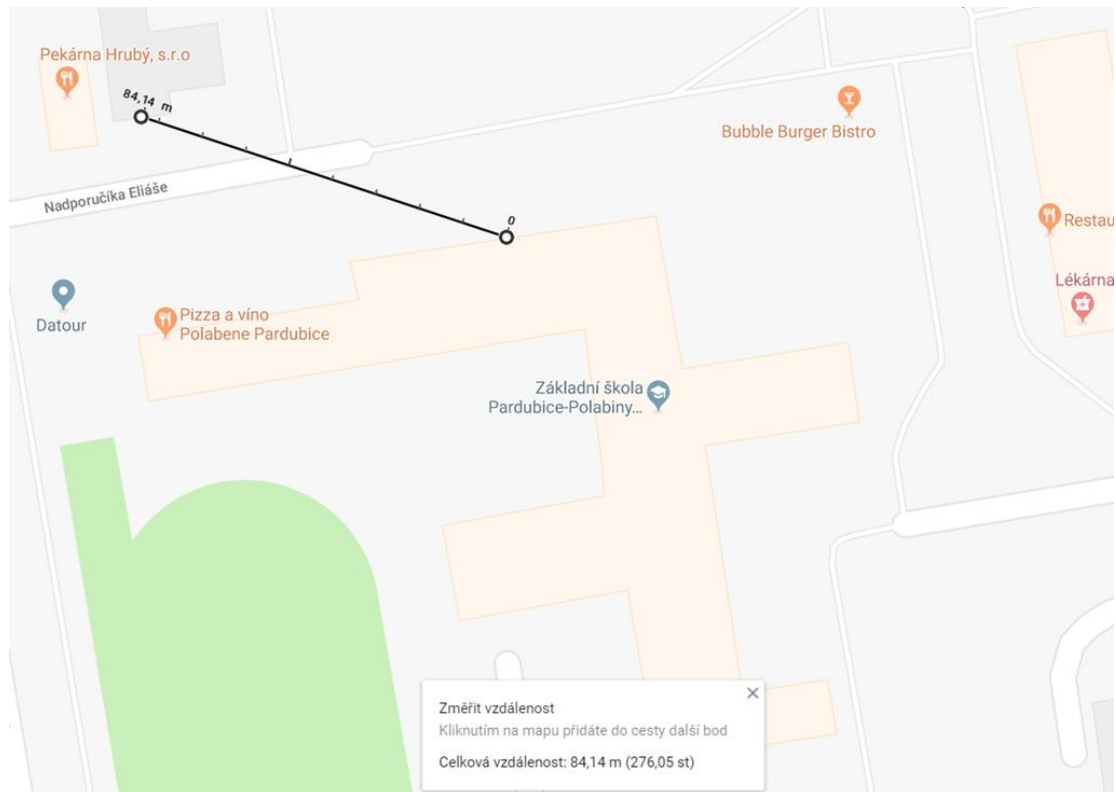 Pekárna Hrubý, s.r.o
84,14 m
Bubble Burger Bistro
Nadporučíka Eliáše
0
Restau
Lékárna
Datour
Pizza a víno
Polabene Pardubice
Základní škola
Pardubice-Polabiny...
Změřit vzdálenost
Kliknutím na mapu přidáte do cesty další bod
Celková vzdálenost: 84,14 m (276,05 st)